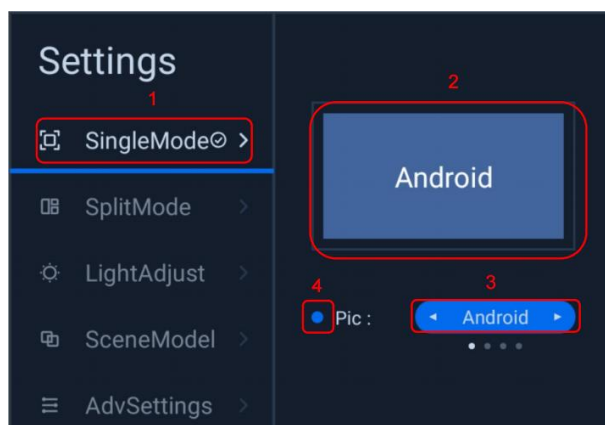 Settings
1
SingleMode
SplitMode
LightAdjust
SceneModel
AdvSettings
2
Android
4
Pic :
3
Android